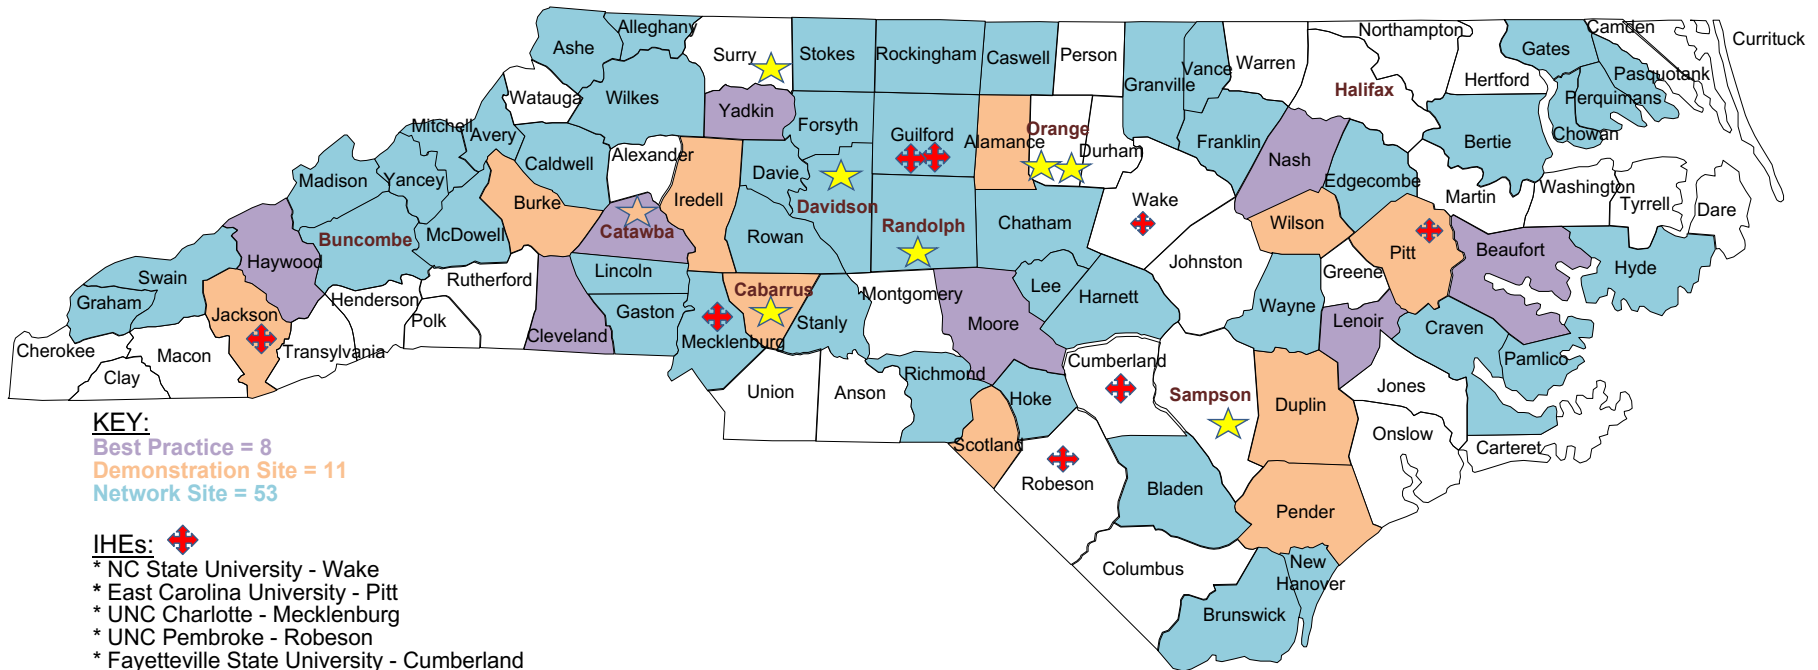 Alleghany
Ashe
Surry
Stokes
Rockingham
Caswell
Person
Granville
Vance
Warren
Northampton
Halifax
Hertford
Gates
Camden
Currituck
Pasquotank
Perquimans
Chowan
Bertie
Watauga
Wilkes
Yadkin
Forsyth
Guilford
Alamance
Orange
Durham
Franklin
Nash
Edgecombe
Martin
Washington
Tyrrell
Dare
Mitchell
Avery
Caldwell
Alexander
Iredell
Davie
Davidson
Randolph
Chatham
Wake
Wilson
Pitt
Beaufort
Hyde
Madison
Yancey
Burke
Catawba
Rowan
McDowell
Buncombe
Haywood
Swain
Graham
Jackson
Henderson
Rutherford
Polk
Cleveland
Lincoln
Gaston
Mecklenburg
Cabarrus
Stanly
Montgomery
Moore
Lee
Harnett
Johnston
Wayne
Greene
Lenoir
Craven
Pamlico
Cherokee
Clay
Macon
Transylvania
Union
Anson
Richmond
Hoke
Scotland
Cumberland
Sampson
Duplin
Jones
Onslow
Carteret
Robeson
Bladen
Pender
Columbus
New
Hanover
Brunswick
KEY:
Best Practice = 8
Demonstration Site = 11
Network Site = 53
IHEs:
* NC State University - Wake
* East Carolina University - Pitt
* UNC Charlotte - Mecklenburg
* UNC Pembroke - Robeson
* Fayetteville State University - Cumberland